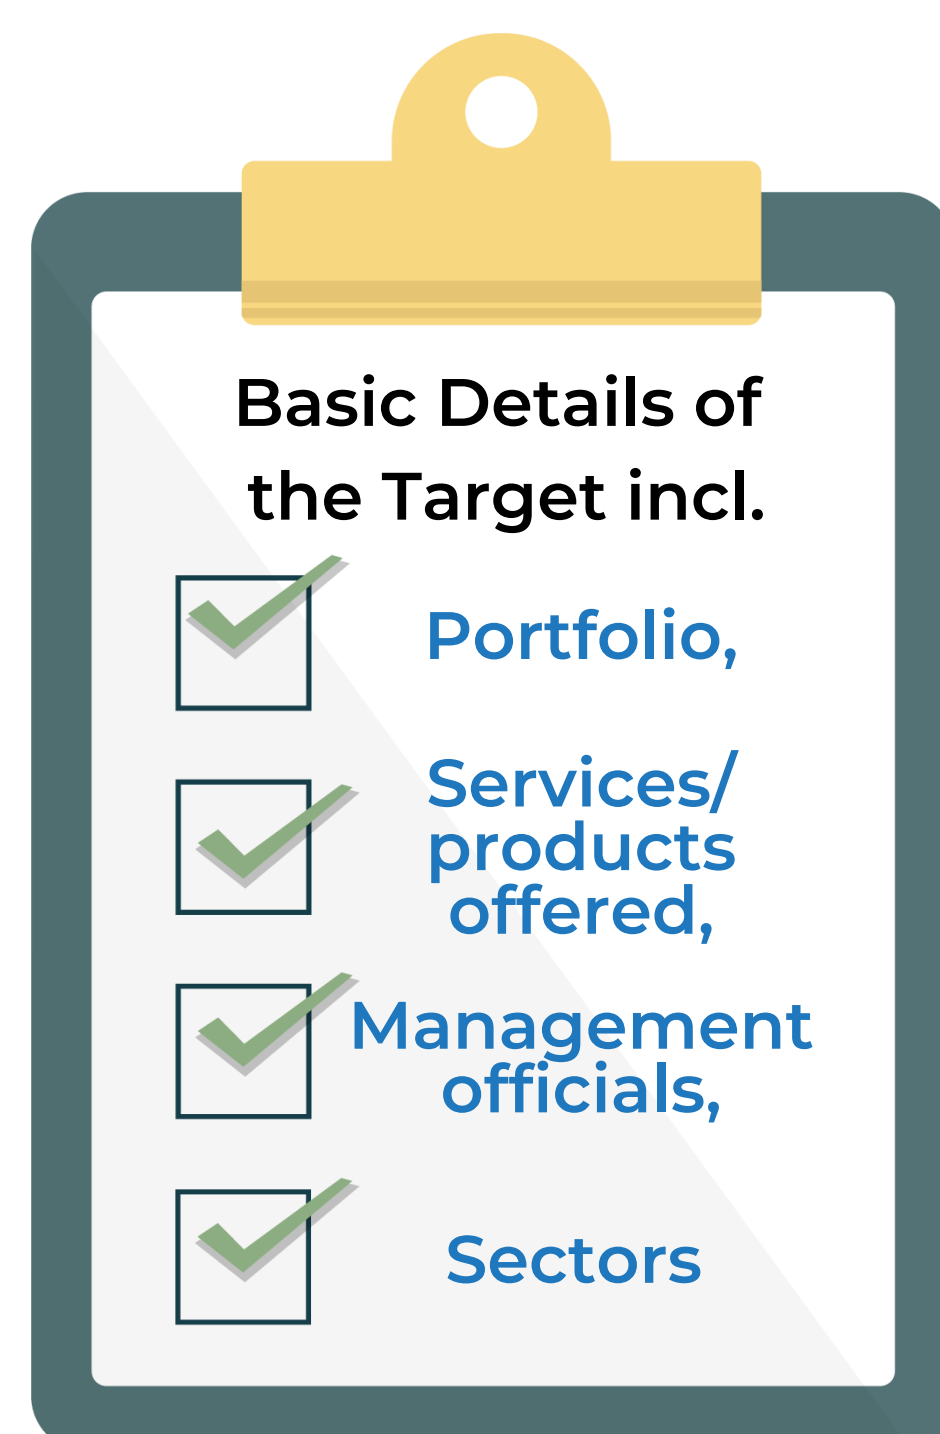 Basic Details of
the Target incl.
Portfolio,
Services/
products
offered,
Management
officials,
Sectors